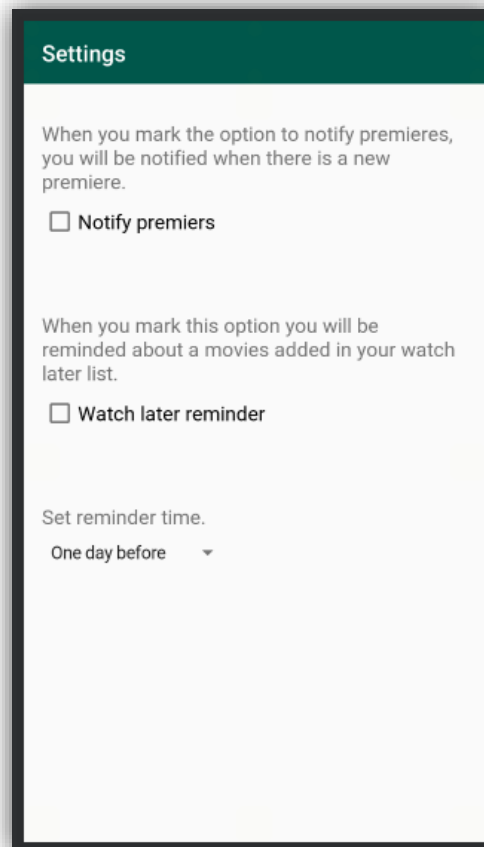 Settings
When you mark the option to notify premieres,
you will be notified when there is a new
premiere.
Notify premiers
When you mark this option you will be
reminded about a movies added in your watch
later list.
Watch later reminder
Set reminder time.
One day before